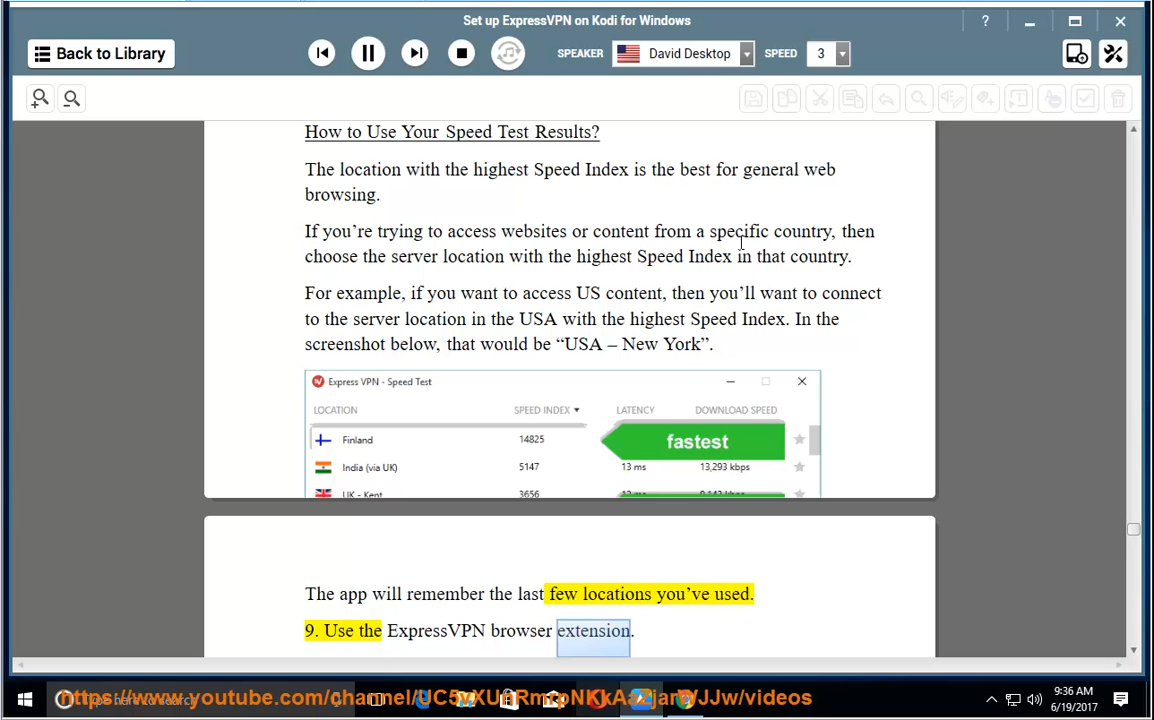 Set up ExpressVPN on Kodi for Windows
?
Back to Library
SPEAKER
David Desktop
SPEED
3
How to Use Your Speed Test Results?
The location with the highest Speed Index is the best for general web
browsing.
If you’re trying to access websites or content from a specific country, then
choose the server location with the highest Speed Index in that country.
For example, if you want to access US content, then you’ll want to connect
to the server location in the USA with the highest Speed Index. In the
screenshot below, that would be “USA – New York”.
Express VPN - Speed Test
LOCATION SPEED INDEX LATENCY DOWNLOAD SPEED
Finland 14825 fastest
India (via UK) 5147 13 ms 13,293 kbps
UK - Kent 3656
The app will remember the last few locations you’ve used.
9. Use the ExpressVPN browser extension.
9:36 AM
6/19/2017